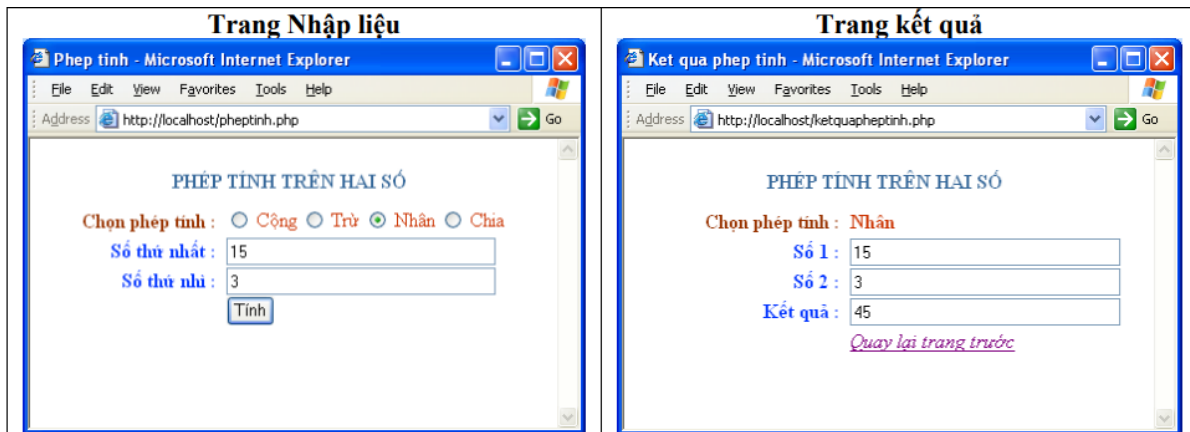 Trang Nhập liệu
Phep tinh - Microsoft Internet Explorer
File Edit View Favorites Tools Help
Address http://localhost/pheptinh.php Go
PHÉP TÍNH TRÊN HAI SỐ
Chọn phép tính : Cộng Trừ Nhân Chia
Số thứ nhất : 15
Số thứ nhì : 3
Tính
Trang kết quả
Ket qua phep tinh - Microsoft Internet Explorer
File Edit View Favorites Tools Help
Address http://localhost/ketquapheptinh.php Go
PHÉP TÍNH TRÊN HAI SỐ
Chọn phép tính : Nhân
Số 1 : 15
Số 2 : 3
Kết quả : 45
Quay lại trang trước